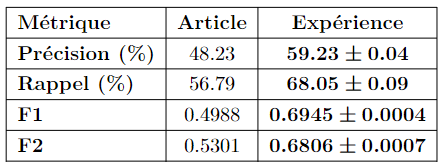 Métrique Article Expérience
Précision (%) 48.23 59.23 ± 0.04
Rappel (%) 56.79 68.05 ± 0.09
F1 0.4988 0.6945 ± 0.0004
F2 0.5301 0.6806 ± 0.0007